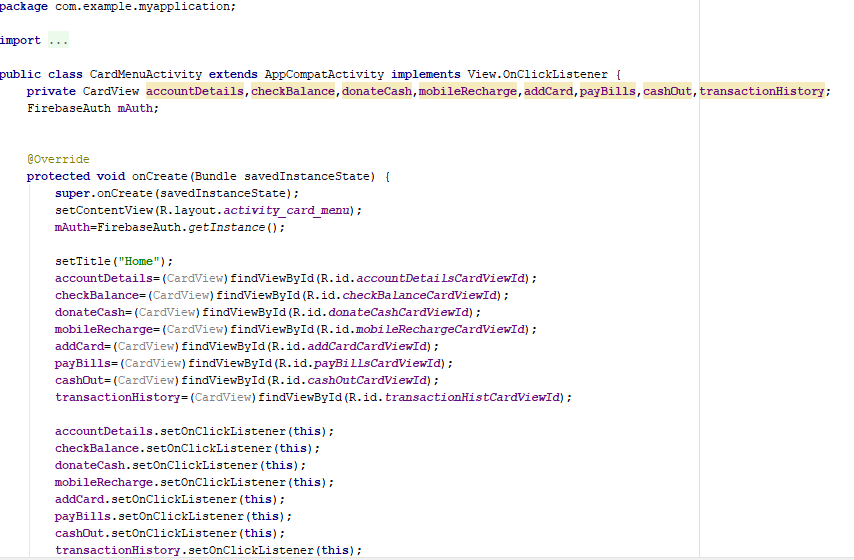 package com.example.myapplication;
import ...
public class CardMenuActivity extends AppCompatActivity implements View.OnClickListener {
private CardView accountDetails,checkBalance,donateCash,mobileRecharge,addCard,payBills,cashOut,transactionHistory;
FirebaseAuth mAuth;
@Override
protected void onCreate(Bundle savedInstanceState) {
super.onCreate(savedInstanceState);
setContentView(R.layout.activity_card_menu);
mAuth=FirebaseAuth.getInstance();
setTitle("Home");
accountDetails=(CardView)findViewById(R.id.accountDetailsCardViewId);
checkBalance=(CardView)findViewById(R.id.checkBalanceCardViewId);
donateCash=(CardView)findViewById(R.id.donateCashCardViewId);
mobileRecharge=(CardView)findViewById(R.id.mobileRechargeCardViewId);
addCard=(CardView)findViewById(R.id.addCardCardViewId);
payBills=(CardView)findViewById(R.id.payBillsCardViewId);
cashOut=(CardView)findViewById(R.id.cashOutCardViewId);
transactionHistory=(CardView)findViewById(R.id.transactionHistCardViewId);
accountDetails.setOnClickListener(this);
checkBalance.setOnClickListener(this);
donateCash.setOnClickListener(this);
mobileRecharge.setOnClickListener(this);
addCard.setOnClickListener(this);
payBills.setOnClickListener(this);
cashOut.setOnClickListener(this);
transactionHistory.setOnClickListener(this);